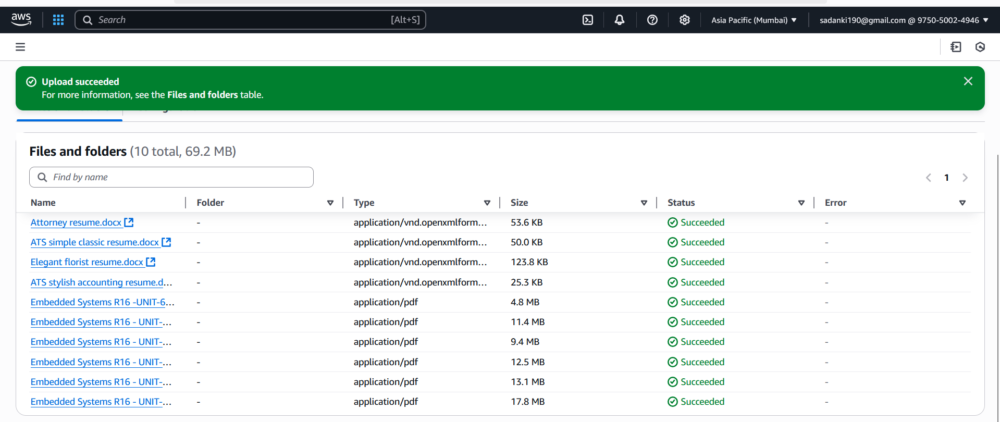 aws Search [Alt+S] Asia Pacific (Mumbai) sadanki190@gmail.com @ 9750-5002-4946
Upload succeeded
For more information, see the Files and folders table.
Files and folders (10 total, 69.2 MB)
Find by name 1
Name Folder Type Size Status Error
Attorney resume.docx - application/vnd.openxmlform... 53.6 KB Succeeded -
ATS simple classic resume.docx - application/vnd.openxmlform... 50.0 KB Succeeded -
Elegant florist resume.docx - application/vnd.openxmlform... 123.8 KB Succeeded -
ATS stylish accounting resume.d... - application/vnd.openxmlform... 25.3 KB Succeeded -
Embedded Systems R16 -UNIT-6... - application/pdf 4.8 MB Succeeded -
Embedded Systems R16 - UNIT-... - application/pdf 11.4 MB Succeeded -
Embedded Systems R16 - UNIT-... - application/pdf 9.4 MB Succeeded -
Embedded Systems R16 - UNIT-... - application/pdf 12.5 MB Succeeded -
Embedded Systems R16 - UNIT-... - application/pdf 13.1 MB Succeeded -
Embedded Systems R16 - UNIT-... - application/pdf 17.8 MB Succeeded -